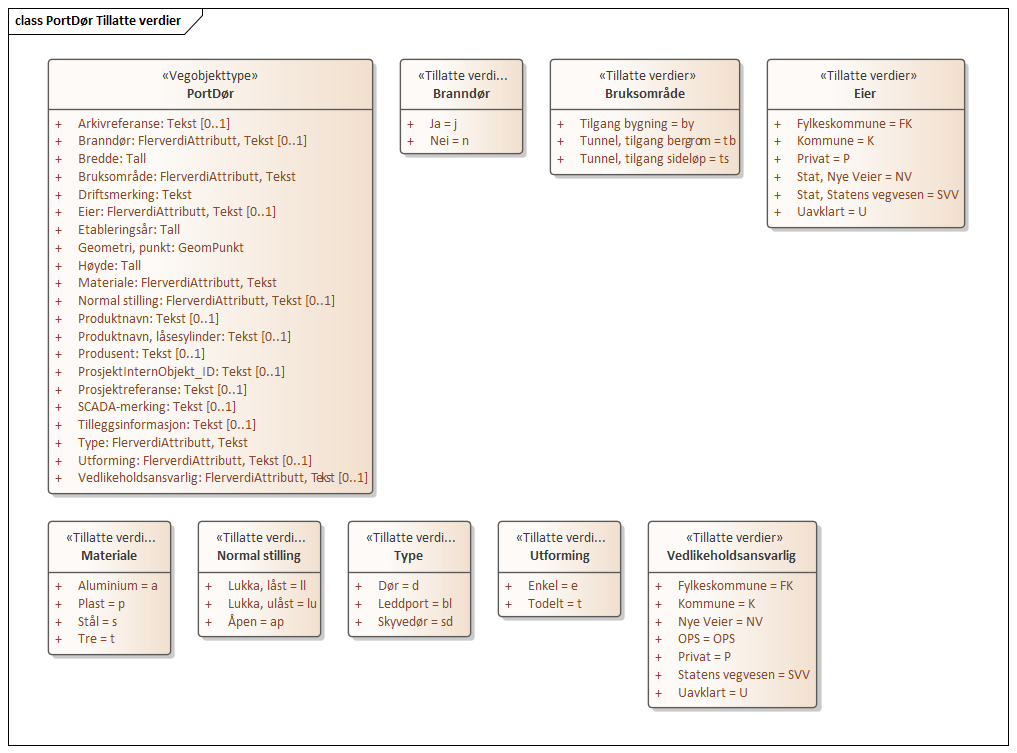 class PortDør Tillatte verdier
«Vegobjekttype»
PortDør
+ Arkivreferanse: Tekst [0..1]
+ Branndør: FlerverdiAttributt, Tekst [0..1]
+ Bredde: Tall
+ Bruksområde: FlerverdiAttributt, Tekst
+ Driftsmerking: Tekst
+ Eier: FlerverdiAttributt, Tekst [0..1]
+ Etableringsår: Tall
+ Geometri, punkt: GeomPunkt
+ Høyde: Tall
+ Materiale: FlerverdiAttributt, Tekst
+ Normal stilling: FlerverdiAttributt, Tekst [0..1]
+ Produktnavn: Tekst [0..1]
+ Produktnavn, låsesylinder: Tekst [0..1]
+ Produsent: Tekst [0..1]
+ ProsjektInternObjekt_ID: Tekst [0..1]
+ Prosjektreferanse: Tekst [0..1]
+ SCADA-merking: Tekst [0..1]
+ Tilleggsinformasjon: Tekst [0..1]
+ Type: FlerverdiAttributt, Tekst
+ Utforming: FlerverdiAttributt, Tekst [0..1]
+ Vedlikeholdsansvarlig: FlerverdiAttributt, Tekst [0..1]
«Tillatte verdi...
Branndør
+ Ja = j
+ Nei = n
«Tillatte verdier»
Bruksområde
+ Tilgang bygning = by
+ Tunnel, tilgang bergrom = tb
+ Tunnel, tilgang sideløp = ts
«Tillatte verdier»
Eier
+ Fylkeskommune = FK
+ Kommune = K
+ Privat = P
+ Stat, Nye Veier = NV
+ Stat, Statens vegvesen = SVV
+ Uavklart = U
«Tillatte verdi...
Materiale
+ Aluminium = a
+ Plast = p
+ Stål = s
+ Tre = t
«Tillatte verdi...
Normal stilling
+ Lukka, låst = ll
+ Lukka, ulåst = lu
+ Åpen = ap
«Tillatte verdi...
Type
+ Dør = d
+ Leddport = bl
+ Skyvedør = sd
«Tillatte verdi...
Utforming
+ Enkel = e
+ Todelt = t
«Tillatte verdier»
Vedlikeholdsansvarlig
+ Fylkeskommune = FK
+ Kommune = K
+ Nye Veier = NV
+ OPS = OPS
+ Privat = P
+ Statens vegvesen = SVV
+ Uavklart = U